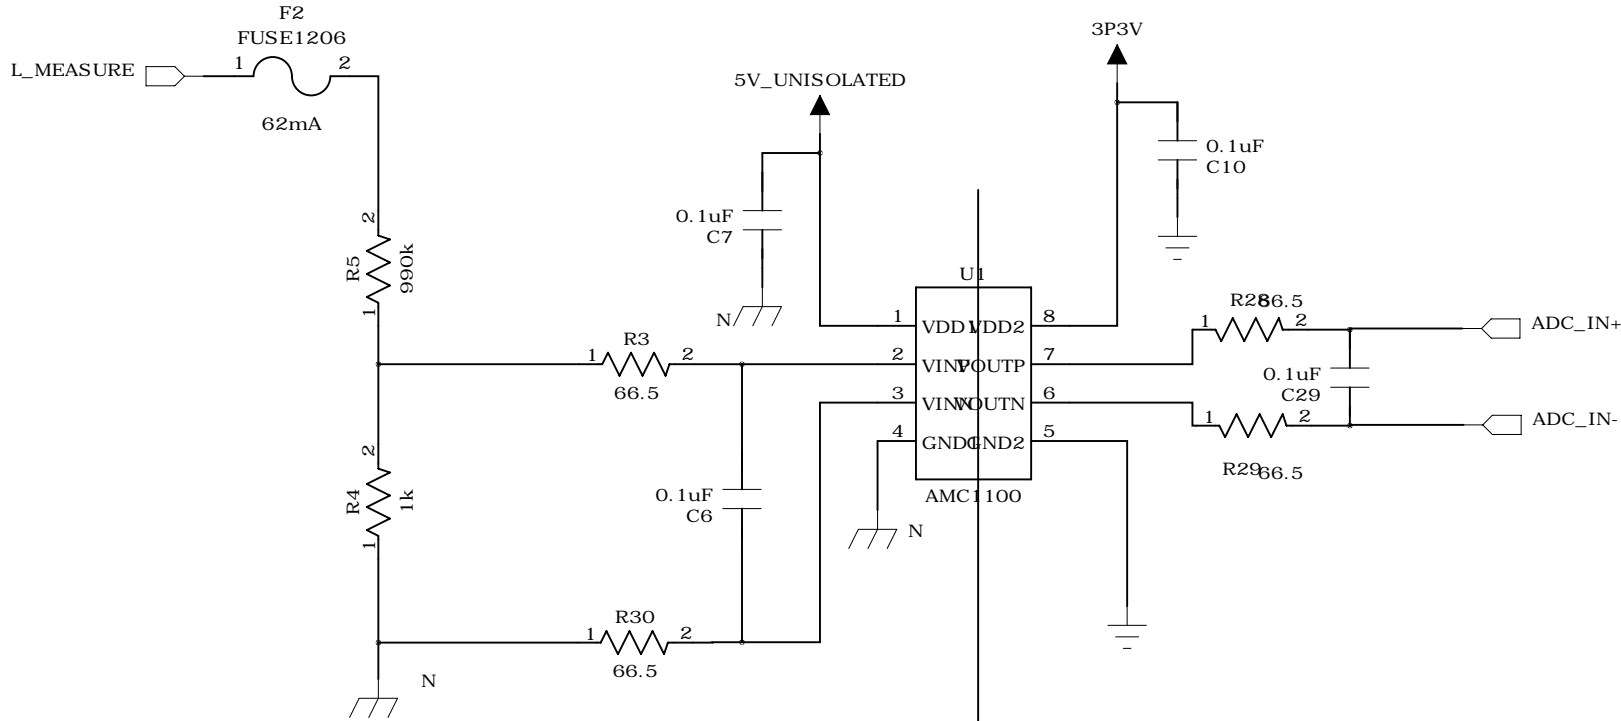 F2
FUSE1206
L_MEASURE
1
2
62mA
5V_UNISOLATED
3P3V
0.1uF
C10
0.1uF
C7
N
2
R5
990k
1
U1
1
VDD1
VDD2
8
2
VINP
VOUTP
7
3
VINN
VOUTN
6
4
GND1
GND2
5
AMC1100
N
R3
1
2
66.5
R28
66.5
1
2
ADC_IN+
0.1uF
C29
1
2
ADC_IN-
R29
66.5
2
R4
1k
1
0.1uF
C6
R30
1
2
66.5
N